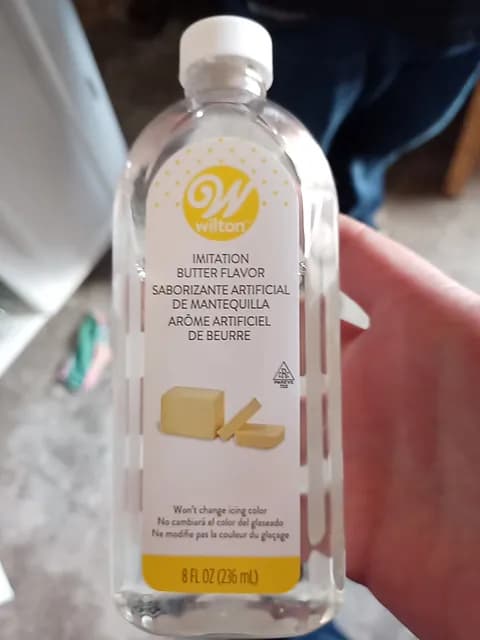 W
wilton
IMITATION
BUTTER FLAVOR
SABORIZANTE ARTIFICIAL
DE MANTEQUILLA
ARÔME ARTIFICIEL
DE BEURRE
PAREVE
Won't change icing color
No cambiará el color del glaseado
Ne modifie pas la couleur du glaçage
8 FL OZ (236 mL)